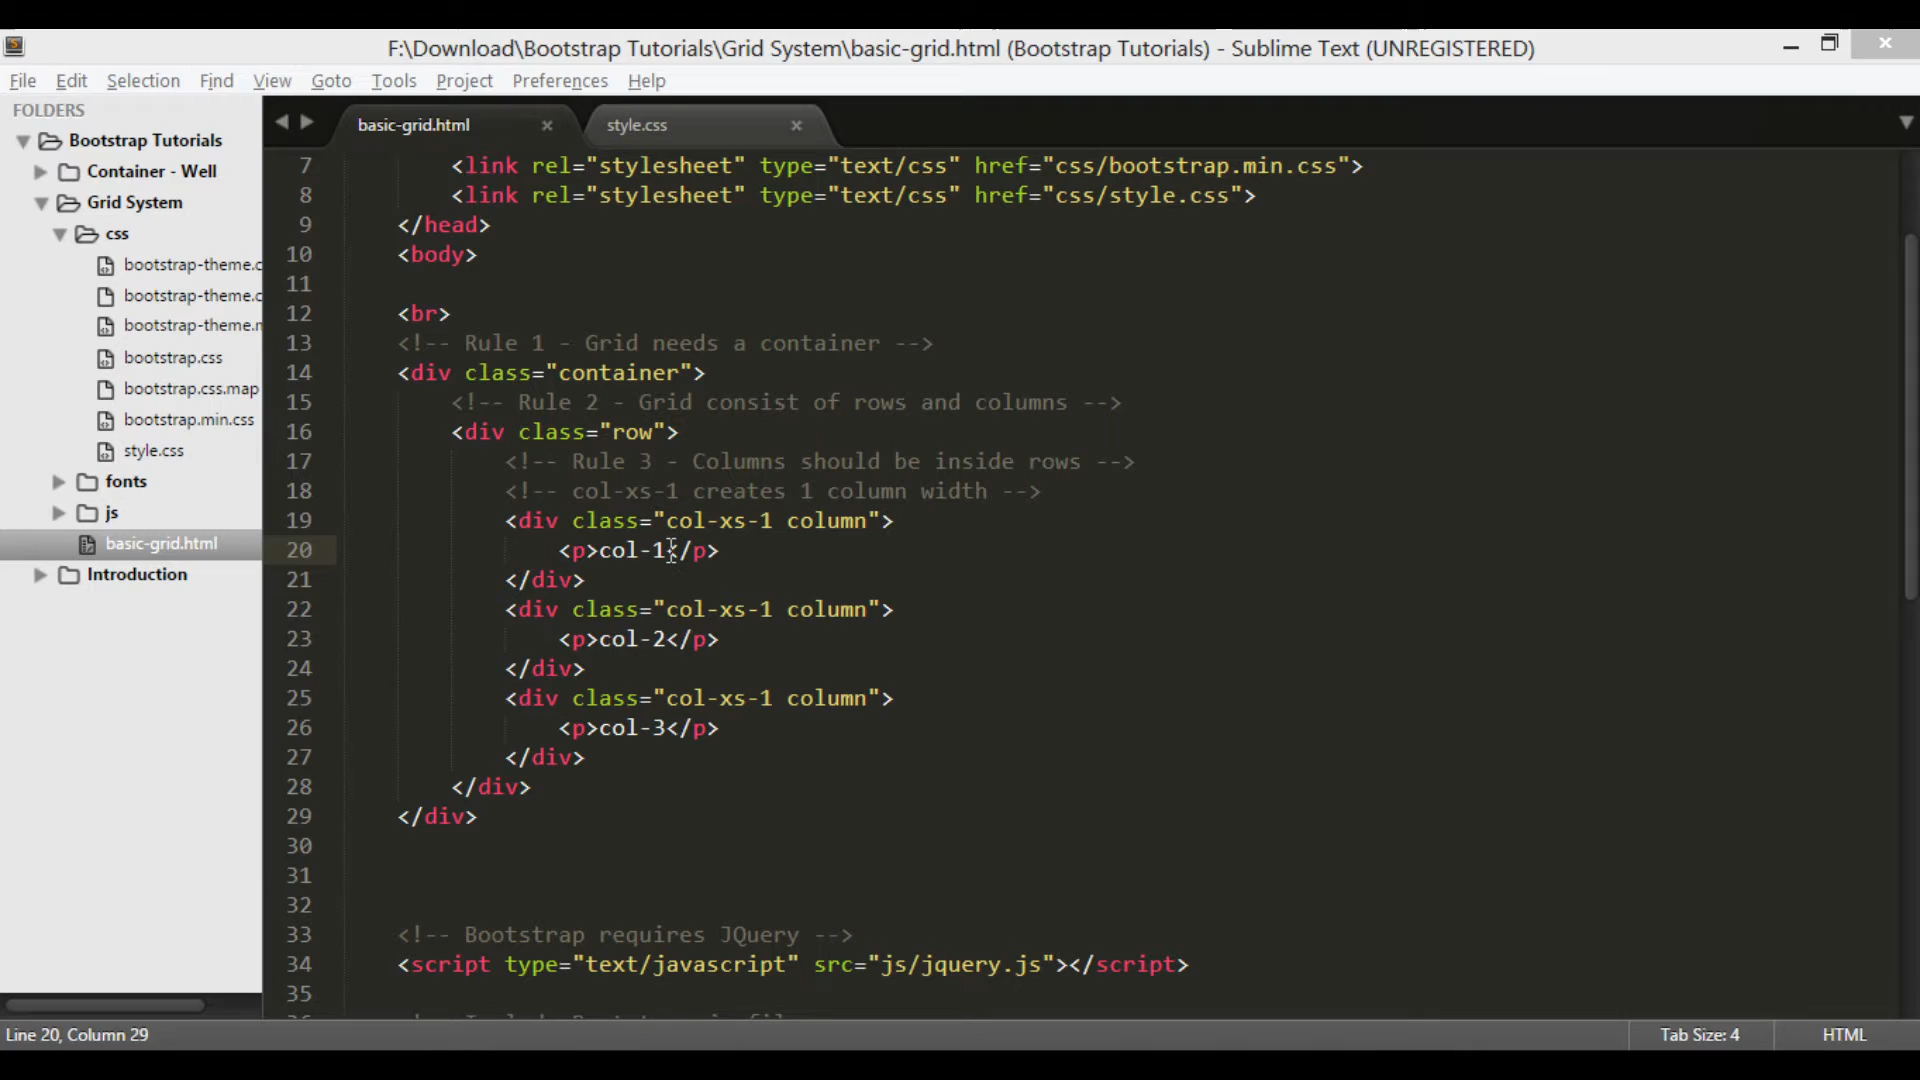 F:\Download\Bootstrap Tutorials\Grid System\basic-grid.html (Bootstrap Tutorials) - Sublime Text (UNREGISTERED)
File Edit Selection Find View Goto Tools Project Preferences Help
FOLDERS
Bootstrap Tutorials
Container - Well
Grid System
css
bootstrap-theme.c
bootstrap-theme.c
bootstrap-theme.m
bootstrap.css
bootstrap.css.map
bootstrap.min.css
style.css
fonts
js
basic-grid.html
Introduction
basic-grid.html style.css
7 <link rel="stylesheet" type="text/css" href="css/bootstrap.min.css">
8 <link rel="stylesheet" type="text/css" href="css/style.css">
9 </head>
10 <body>
11
12 <br>
13 <!-- Rule 1 - Grid needs a container -->
14 <div class="container">
15 <!-- Rule 2 - Grid consist of rows and columns -->
16 <div class="row">
17 <!-- Rule 3 - Columns should be inside rows -->
18 <!-- col-xs-1 creates 1 column width -->
19 <div class="col-xs-1 column">
20 <p>col-1</p>
21 </div>
22 <div class="col-xs-1 column">
23 <p>col-2</p>
24 </div>
25 <div class="col-xs-1 column">
26 <p>col-3</p>
27 </div>
28 </div>
29 </div>
30
31
32
33 <!-- Bootstrap requires JQuery -->
34 <script type="text/javascript" src="js/jquery.js"></script>
35
Line 20, Column 29 Tab Size: 4 HTML